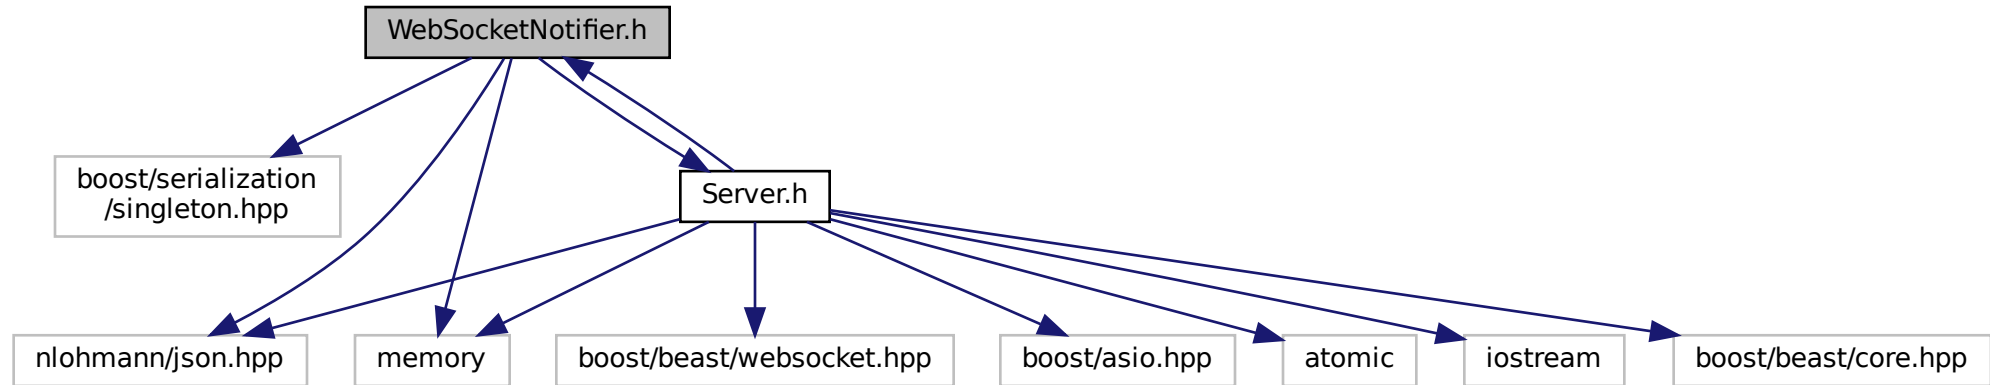 WebSocketNotifier.h
boost/serialization
/singleton.hpp
Server.h
nlohmann/json.hpp
memory
boost/beast/websocket.hpp
boost/asio.hpp
atomic
iostream
boost/beast/core.hpp